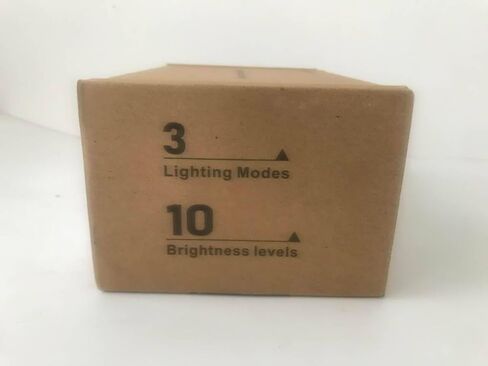 3
Lighting Modes
10
Brightness levels